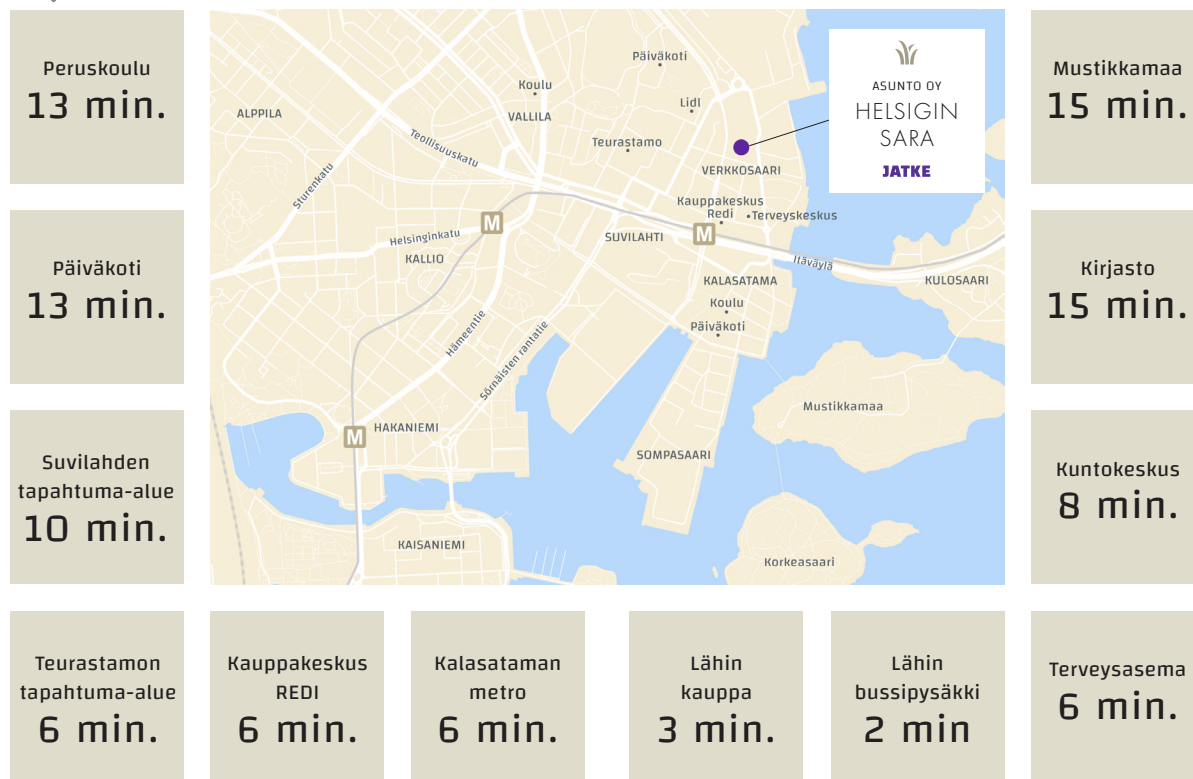 Peruskoulu
13 min.
Päiväkoti
13 min.
Suvilahden
tapahtuma-alue
10 min.
Päiväkoti
Koulu
ALPPILA
VALLILA
Lidl
Teollisuuskatu
Teurastamo
Sturenkatu
VERKKOSAARI
Kauppakeskus
Redi
Terveyskeskus
M
M
Helsinginkatu
SUVILAHTI
KALLIO
Itäväylä
KALASATAMA
KULOSAARI
Koulu
Päiväkoti
Hämeentie
Sörnäisten rantatie
Mustikkamaa
HAKANIEMI
M
SOMPASAARI
KAISANIEMI
Korkeasaari
ASUNTO OY
HELSIGIN
SARA
JATKE
Mustikkamaa
15 min.
Kirjasto
15 min.
Kuntokeskus
8 min.
Teurastamon
tapahtuma-alue
6 min.
Kauppakeskus
REDI
6 min.
Kalasataman
metro
6 min.
Lähin
kauppa
3 min.
Lähin
bussipysäkki
2 min
Terveysasema
6 min.